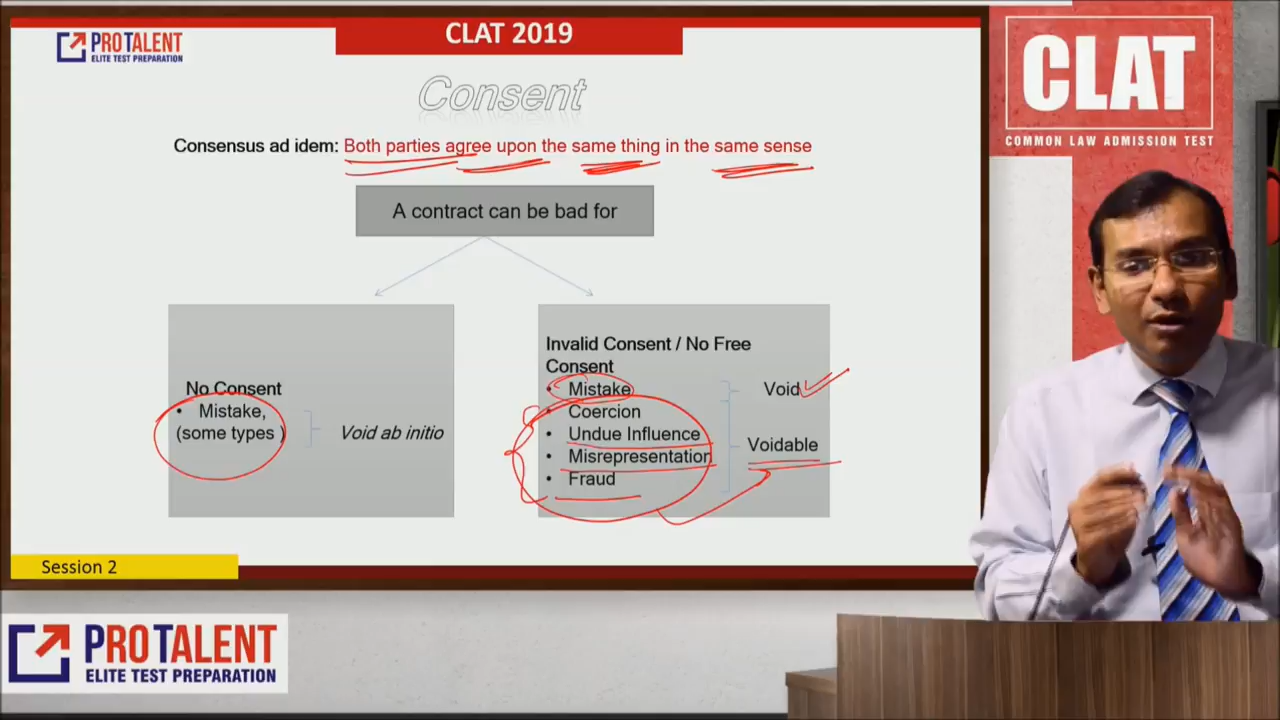 PROTALENT
ELITE TEST PREPARATION
CLAT 2019
Consent
Consensus ad idem: Both parties agree upon the same thing in the same sense
A contract can be bad for
No Consent
• Mistake,
(some types )
Void ab initio
Invalid Consent / No Free
Consent
• Mistake
• Coercion
• Undue Influence
• Misrepresentation
• Fraud
Void
Voidable
Session 2
CLAT
COMMON LAW ADMISSION TEST
PROTALENT
ELITE TEST PREPARATION